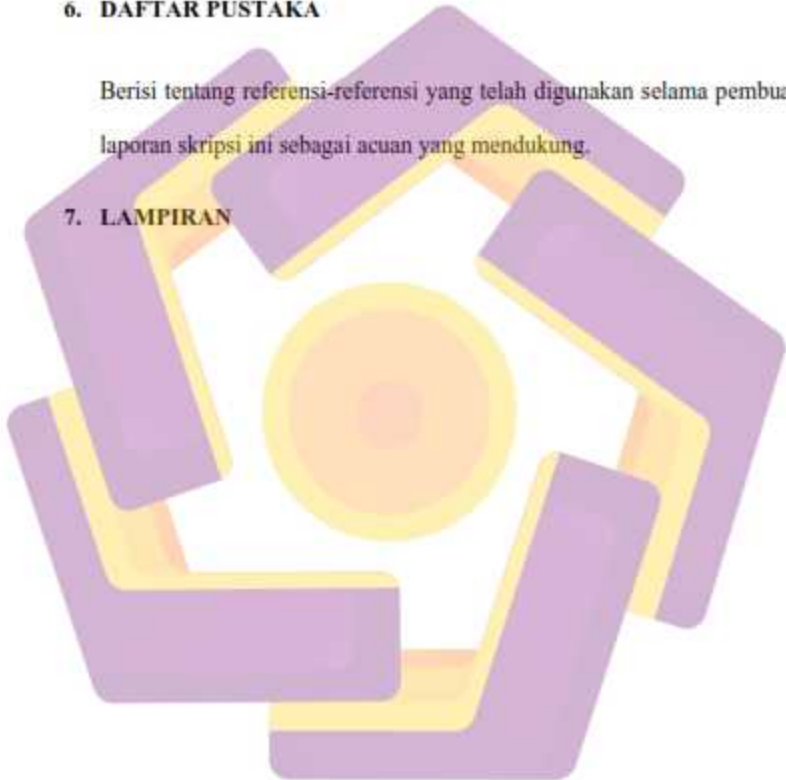 6. DAFTAR PUSTAKA
Berisi tentang referensi-referensi yang telah digunakan selama pembua
laporan skripsi ini sebagai acuan yang mendukung.
7. LAMPIRAN